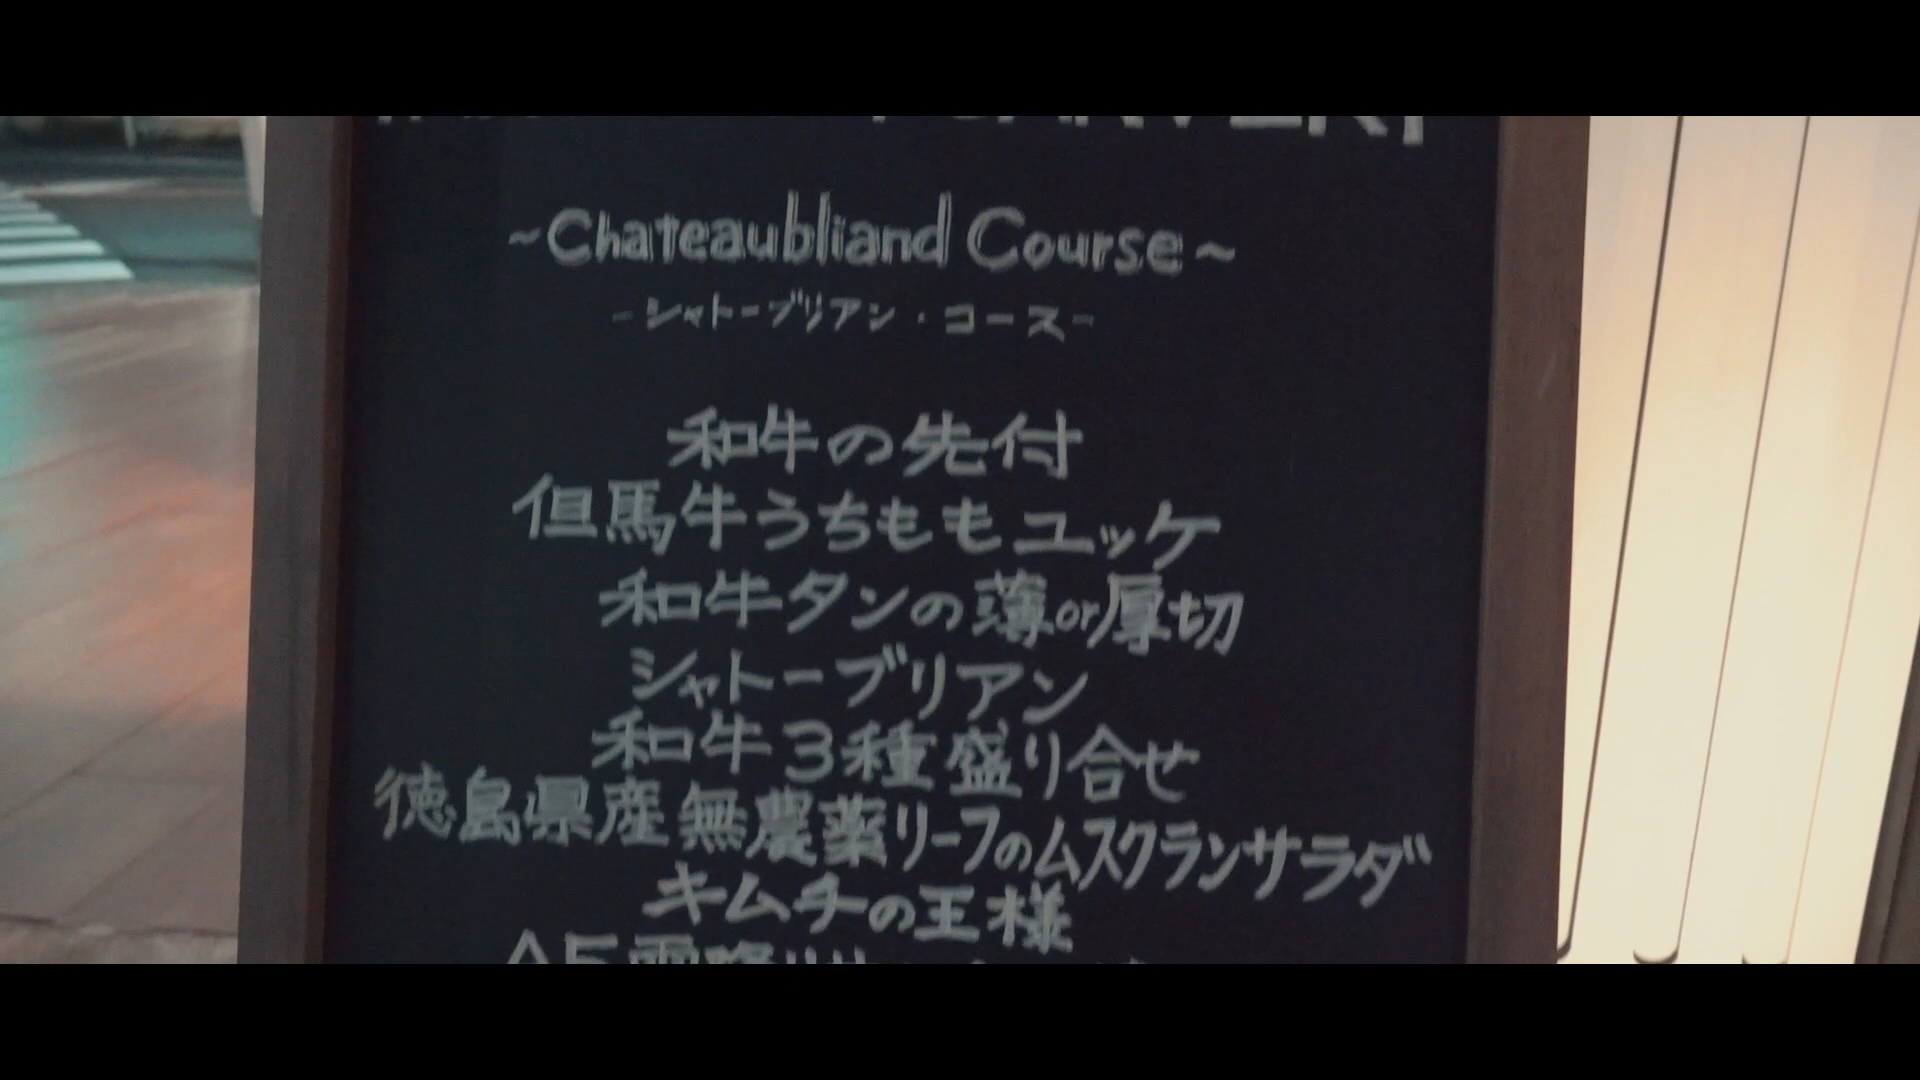 ~Chateaubliand Course~
-シャトーブリアン・コース-
和牛の先付
但馬牛うちももユッケ
和牛タンの薄or厚切
シャトーブリアン
和牛3種盛り合せ
徳島県産無農薬リーフのムスクランサラダ
キムチの王様